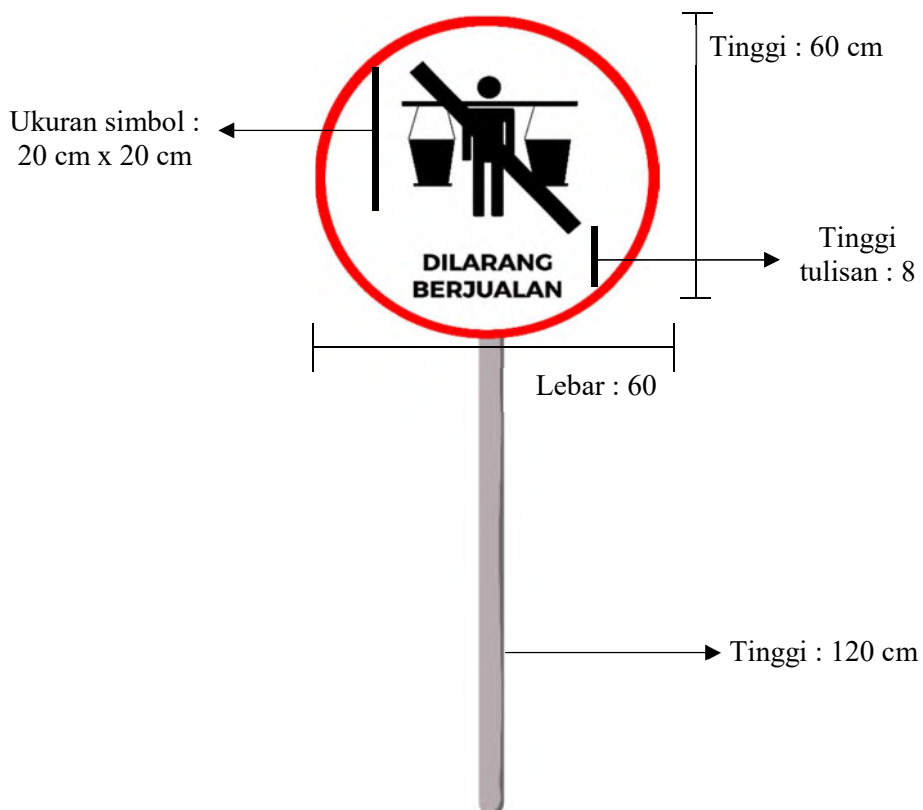 Tinggi : 60 cm
Ukuran simbol :
20 cm x 20 cm
DILARANG
BERJUALAN
Tinggi
tulisan : 8
Lebar : 60
Tinggi : 120 cm